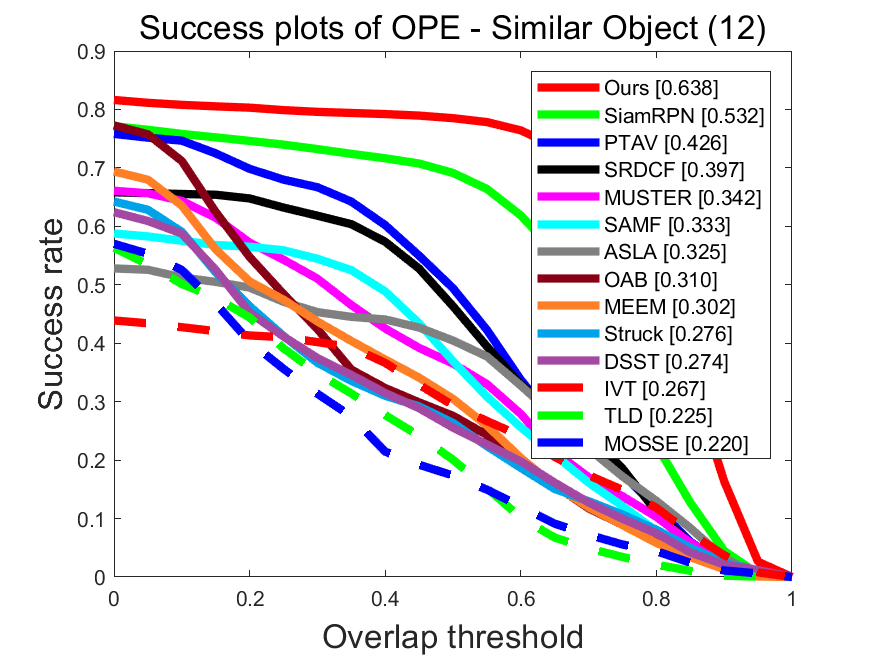 Success plots of OPE - Similar Object (12)
0.9
0.8
0.7
0.6
0.5
0.4
0.3
0.2
0.1
0
Success rate
Ours [0.638]
SiamRPN [0.532]
PTAV [0.426]
SRDCF [0.397]
MUSTER [0.342]
SAMF [0.333]
ASLA [0.325]
OAB [0.310]
MEEM [0.302]
Struck [0.276]
DSST [0.274]
IVT [0.267]
TLD [0.225]
MOSSE [0.220]
0 0.2 0.4 0.6 0.8 1
Overlap threshold